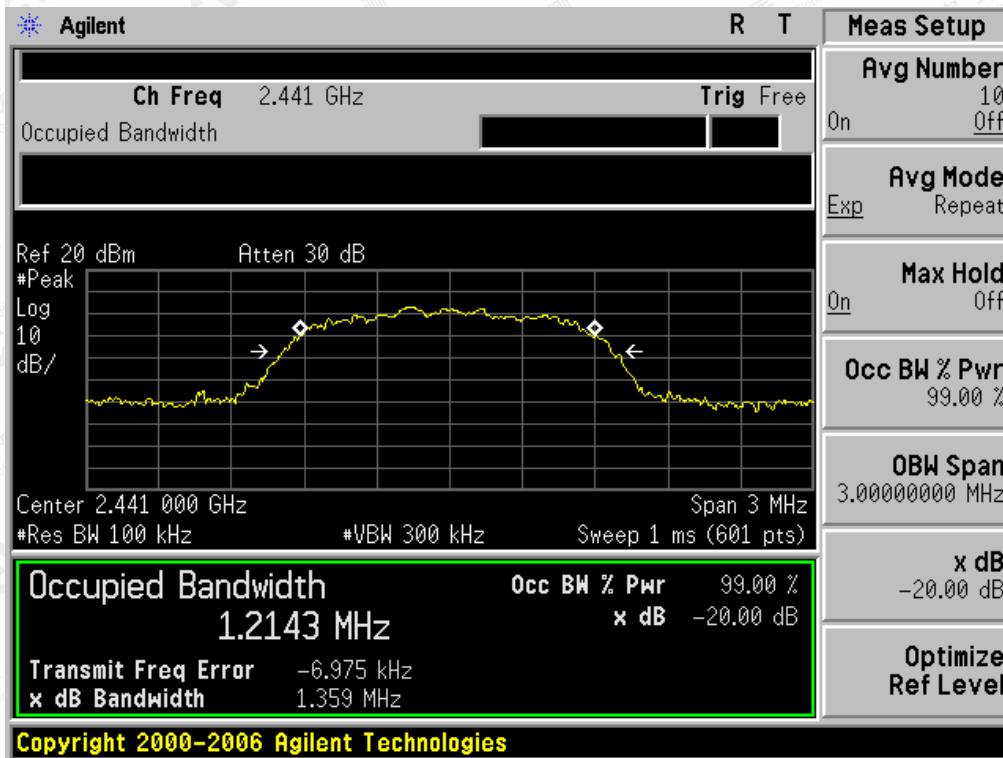 Agilent R T
Ch Freq 2.441 GHz Trig Free
Occupied Bandwidth
Ref 20 dBm Atten 30 dB
#Peak
Log
10
dB/
Center 2.441 000 GHz Span 3 MHz
#Res BW 100 kHz #VBW 300 kHz Sweep 1 ms (601 pts)
Occupied Bandwidth Occ BW % Pwr 99.00 %
1.2143 MHz x dB -20.00 dB
Transmit Freq Error -6.975 kHz
x dB Bandwidth 1.359 MHz
Copyright 2000-2006 Agilent Technologies
Meas Setup
Avg Number
10
On Off
Avg Mode
Exp Repeat
Max Hold
On Off
Occ BW % Pwr
99.00 %
OBW Span
3.00000000 MHz
x dB
-20.00 dB
Optimize
Ref Level